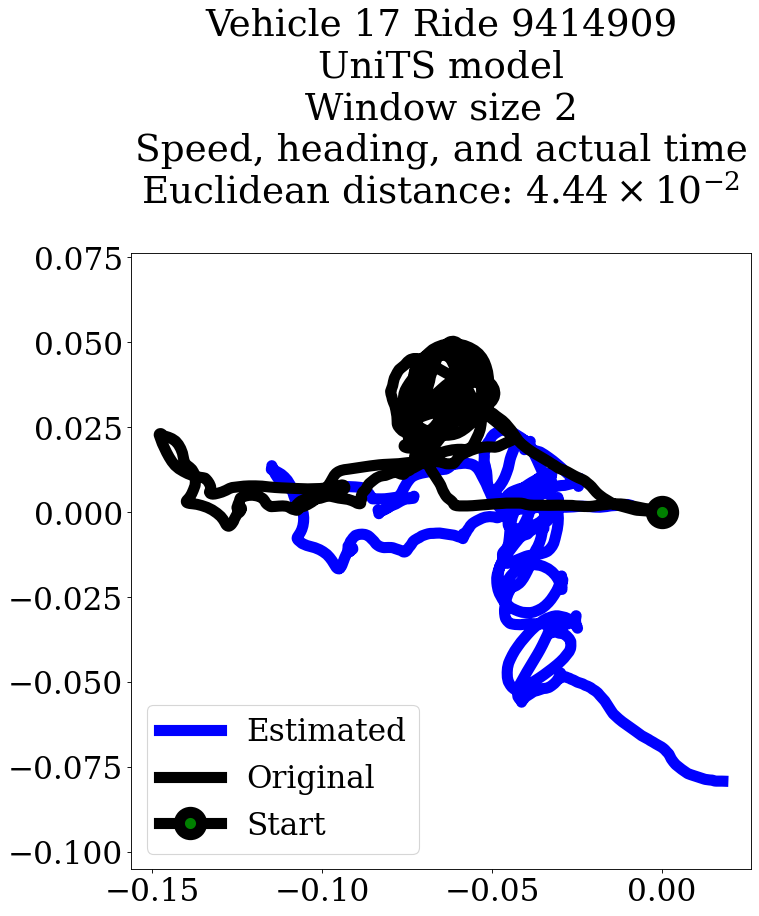 Vehicle 17 Ride 9414909
UniTS model
Window size 2
Speed, heading, and actual time
Euclidean distance: 4.44 × 10⁻²
0.075
0.050
0.025
0.000
−0.025
−0.050
−0.075
−0.100
Estimated
Original
Start
−0.15
−0.10
−0.05
0.00